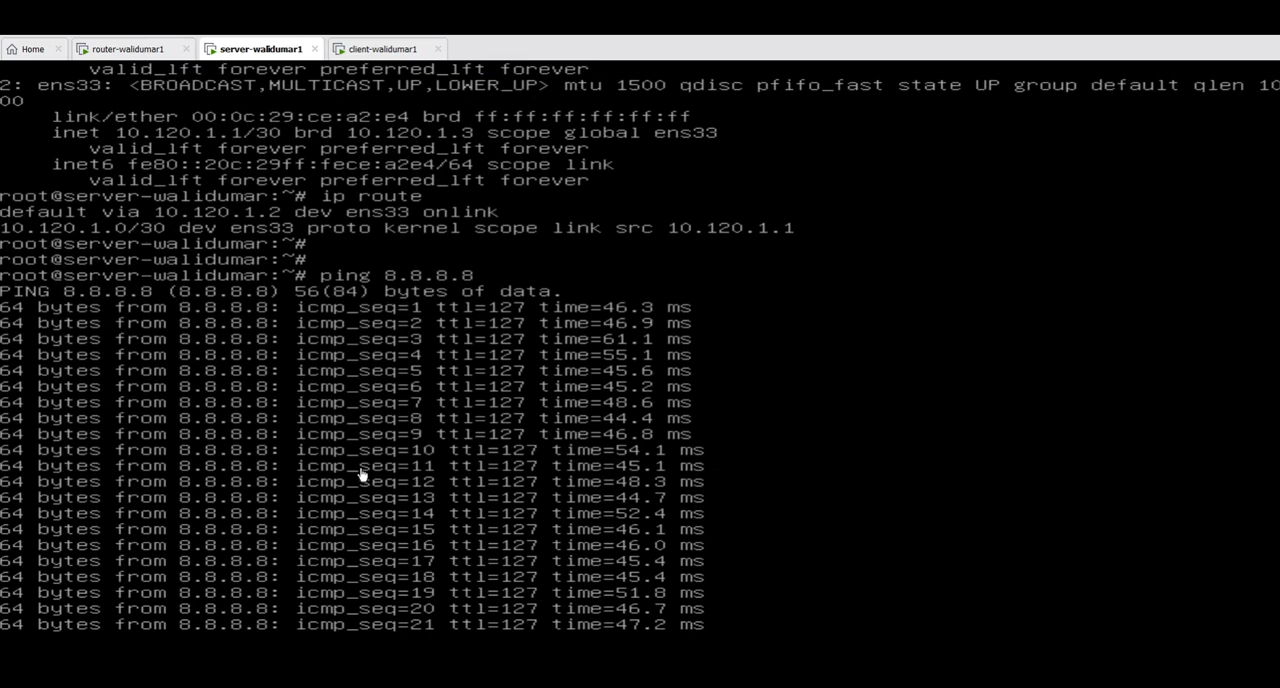 Home
router-walidumar1
server-walidumar1
client-walidumar1
valid_lft forever preferred_lft forever
2: ens33: <BROADCAST,MULTICAST,UP,LOWER_UP> mtu 1500 qdisc pfifo_fast state UP group default qlen 10
00
link/ether 00:0c:29:ce:a2:e4 brd ff:ff:ff:ff:ff:ff
inet 10.120.1.1/30 brd 10.120.1.3 scope global ens33
valid_lft forever preferred_lft forever
inet6 fe80::20c:29ff:fece:a2e4/64 scope link
valid_lft forever preferred_lft forever
root@server-walidumar:~# ip route
default via 10.120.1.2 dev ens33 onlink
10.120.1.0/30 dev ens33 proto kernel scope link src 10.120.1.1
root@server-walidumar:~#
root@server-walidumar:~#
root@server-walidumar:~# ping 8.8.8.8
PING 8.8.8.8 (8.8.8.8) 56(84) bytes of data.
64 bytes from 8.8.8.8: icmp_seq=1 ttl=127 time=46.3 ms
64 bytes from 8.8.8.8: icmp_seq=2 ttl=127 time=46.9 ms
64 bytes from 8.8.8.8: icmp_seq=3 ttl=127 time=61.1 ms
64 bytes from 8.8.8.8: icmp_seq=4 ttl=127 time=55.1 ms
64 bytes from 8.8.8.8: icmp_seq=5 ttl=127 time=45.6 ms
64 bytes from 8.8.8.8: icmp_seq=6 ttl=127 time=45.2 ms
64 bytes from 8.8.8.8: icmp_seq=7 ttl=127 time=48.6 ms
64 bytes from 8.8.8.8: icmp_seq=8 ttl=127 time=44.4 ms
64 bytes from 8.8.8.8: icmp_seq=9 ttl=127 time=46.8 ms
64 bytes from 8.8.8.8: icmp_seq=10 ttl=127 time=54.1 ms
64 bytes from 8.8.8.8: icmp_seq=11 ttl=127 time=45.1 ms
64 bytes from 8.8.8.8: icmp_seq=12 ttl=127 time=48.3 ms
64 bytes from 8.8.8.8: icmp_seq=13 ttl=127 time=44.7 ms
64 bytes from 8.8.8.8: icmp_seq=14 ttl=127 time=52.4 ms
64 bytes from 8.8.8.8: icmp_seq=15 ttl=127 time=46.1 ms
64 bytes from 8.8.8.8: icmp_seq=16 ttl=127 time=46.0 ms
64 bytes from 8.8.8.8: icmp_seq=17 ttl=127 time=45.4 ms
64 bytes from 8.8.8.8: icmp_seq=18 ttl=127 time=45.4 ms
64 bytes from 8.8.8.8: icmp_seq=19 ttl=127 time=51.8 ms
64 bytes from 8.8.8.8: icmp_seq=20 ttl=127 time=46.7 ms
64 bytes from 8.8.8.8: icmp_seq=21 ttl=127 time=47.2 ms